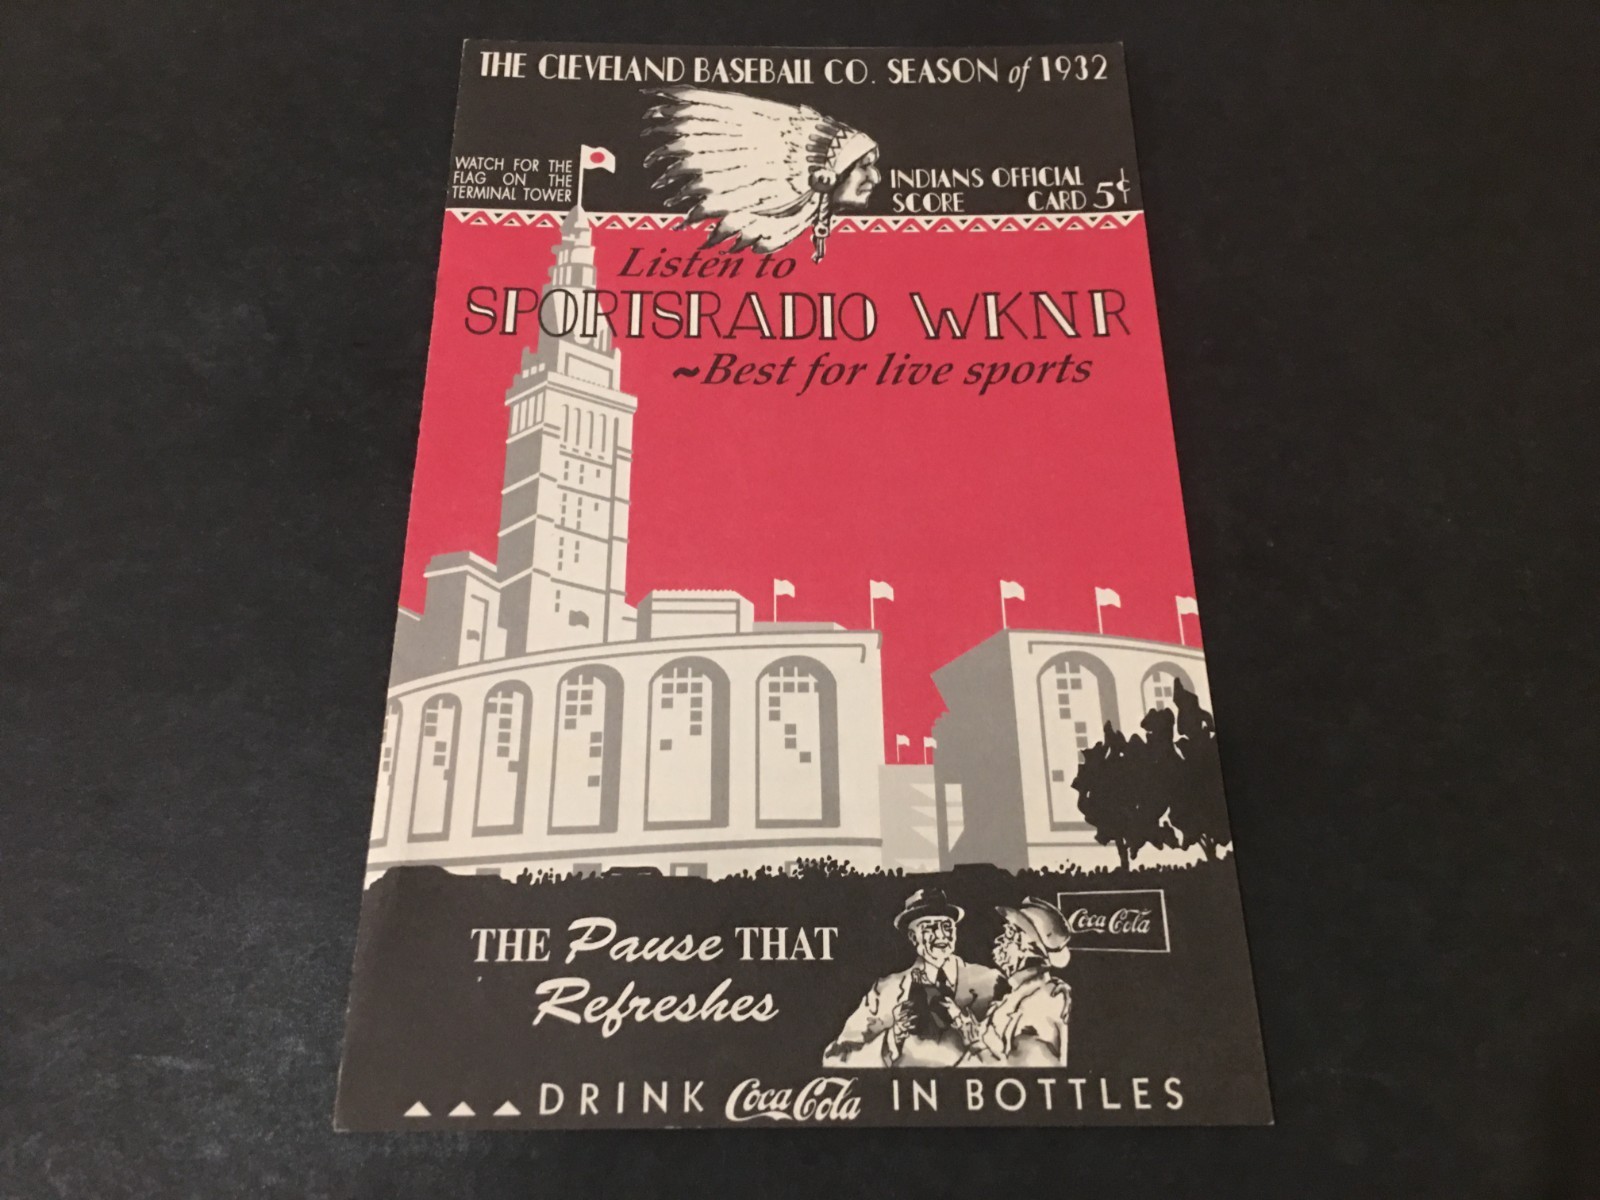 THE CLEVELAND BASEBALL CO. SEASON of 1932
WATCH FOR THE
FLAG ON THE
TERMINAL TOWER
INDIANS OFFICIAL
SCORE CARD 5¢
Listen to
SPORTSRADIO WKNR
~Best for live sports
Coca Cola
THE Pause THAT
Refreshes
DRINK Coca Cola IN BOTTLES